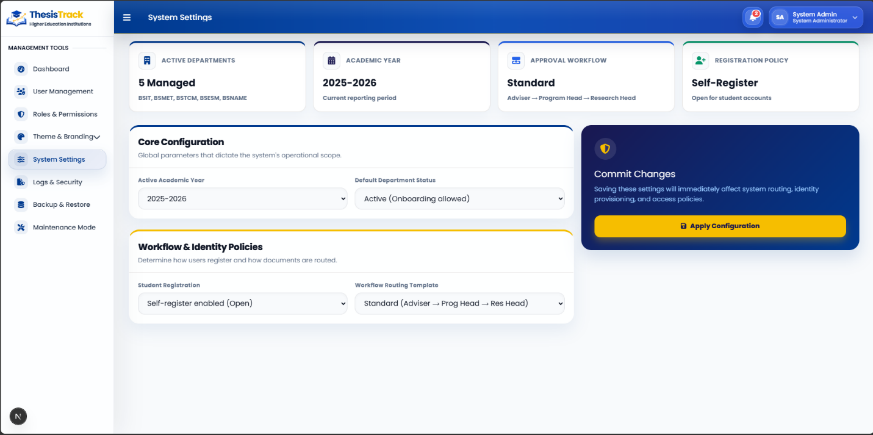 ThesisTrack
Higher Education Institutions
System Settings
3
SA
System Admin
System Administrator
MANAGEMENT TOOLS
Dashboard
User Management
Roles & Permissions
Theme & Branding
System Settings
Logs & Security
Backup & Restore
Maintenance Mode
N
ACTIVE DEPARTMENTS
5 Managed
BSIT, BSMET, BSTCM, BSESM, BSNAME
ACADEMIC YEAR
2025-2026
Current reporting period
APPROVAL WORKFLOW
Standard
Adviser → Program Head → Research Head
REGISTRATION POLICY
Self-Register
Open for student accounts
Core Configuration
Global parameters that dictate the system's operational scope.
Active Academic Year
Default Department Status
2025-2026
Active (Onboarding allowed)
Workflow & Identity Policies
Determine how users register and how documents are routed.
Student Registration
Workflow Routing Template
Self-register enabled (Open)
Standard (Adviser → Prog Head → Res Head)
Commit Changes
Saving these settings will immediately affect system routing, identity
provisioning, and access policies.
Apply Configuration